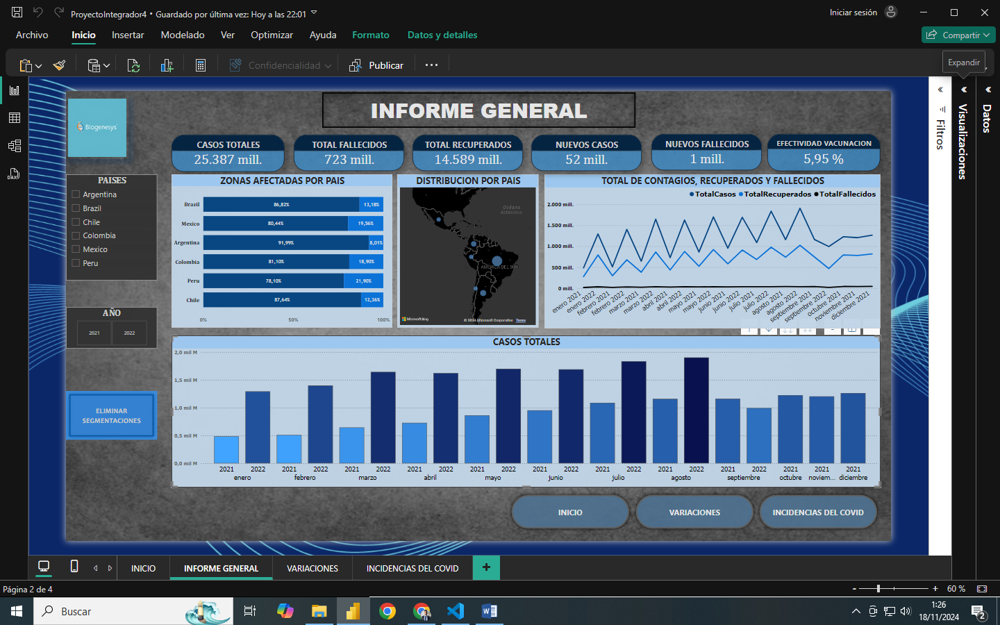 ProyectoIntegrador4 • Guardado por última vez: Hoy a las 22:01
Iniciar sesión
Archivo Inicio Insertar Modelado Ver Optimizar Ayuda Formato Datos y detalles
Compartir
Confidencialidad
Publicar
Expandir
INFORME GENERAL
Biogenesys
CASOS TOTALES
25.387 mill.
TOTAL FALLECIDOS
723 mill.
TOTAL RECUPERADOS
14.589 mill.
NUEVOS CASOS
52 mill.
NUEVOS FALLECIDOS
1 mill.
EFECTIVIDAD VACUNACION
5,95 %
PAISES
Argentina
Brazil
Chile
Colombia
Mexico
Peru
AÑO
2021 2022
ELIMINAR
SEGMENTACIONES
ZONAS AFECTADAS POR PAIS
Brazil 86,82% 13,18%
Mexico 80,44% 19,56%
Argentina 91,99% 8,01%
Colombia 81,10% 18,90%
Peru 78,10% 21,90%
Chile 87,64% 12,36%
0% 50% 100%
DISTRIBUCION POR PAIS
Océano
Atlántico
AMÉRICA DEL SUR
Microsoft Bing
© 2024 Microsoft Corporation Terms
TOTAL DE CONTAGIOS, RECUPERADOS Y FALLECIDOS
TotalCasos TotalRecuperados TotalFallecidos
2.000 mill.
1.500 mill.
1.000 mill.
500 mill.
0 mill.
enero 2021
enero 2022
febrero 2021
febrero 2022
marzo 2021
marzo 2022
abril 2021
abril 2022
mayo 2021
mayo 2022
junio 2021
junio 2022
julio 2021
julio 2022
agosto 2021
agosto 2022
septiembre 2021
septiembre 2022
octubre 2021
noviembre 2021
diciembre 2021
CASOS TOTALES
2,0 mil M
1,5 mil M
1,0 mil M
0,5 mil M
0,0 mil M
2021 2022 2021 2022 2021 2022 2021 2022 2021 2022 2021 2022 2021 2022 2021 2022 2021 2022 2021 2021 2021
enero febrero marzo abril mayo junio julio agosto septiembre octubre noviem... diciembre
INICIO
VARIACIONES
INCIDENCIAS DEL COVID
Filtros
Visualizaciones
Datos
DAX
INICIO INFORME GENERAL VARIACIONES INCIDENCIAS DEL COVID
Página 2 de 4
- + 60 %
Buscar
1:26
18/11/2024
2